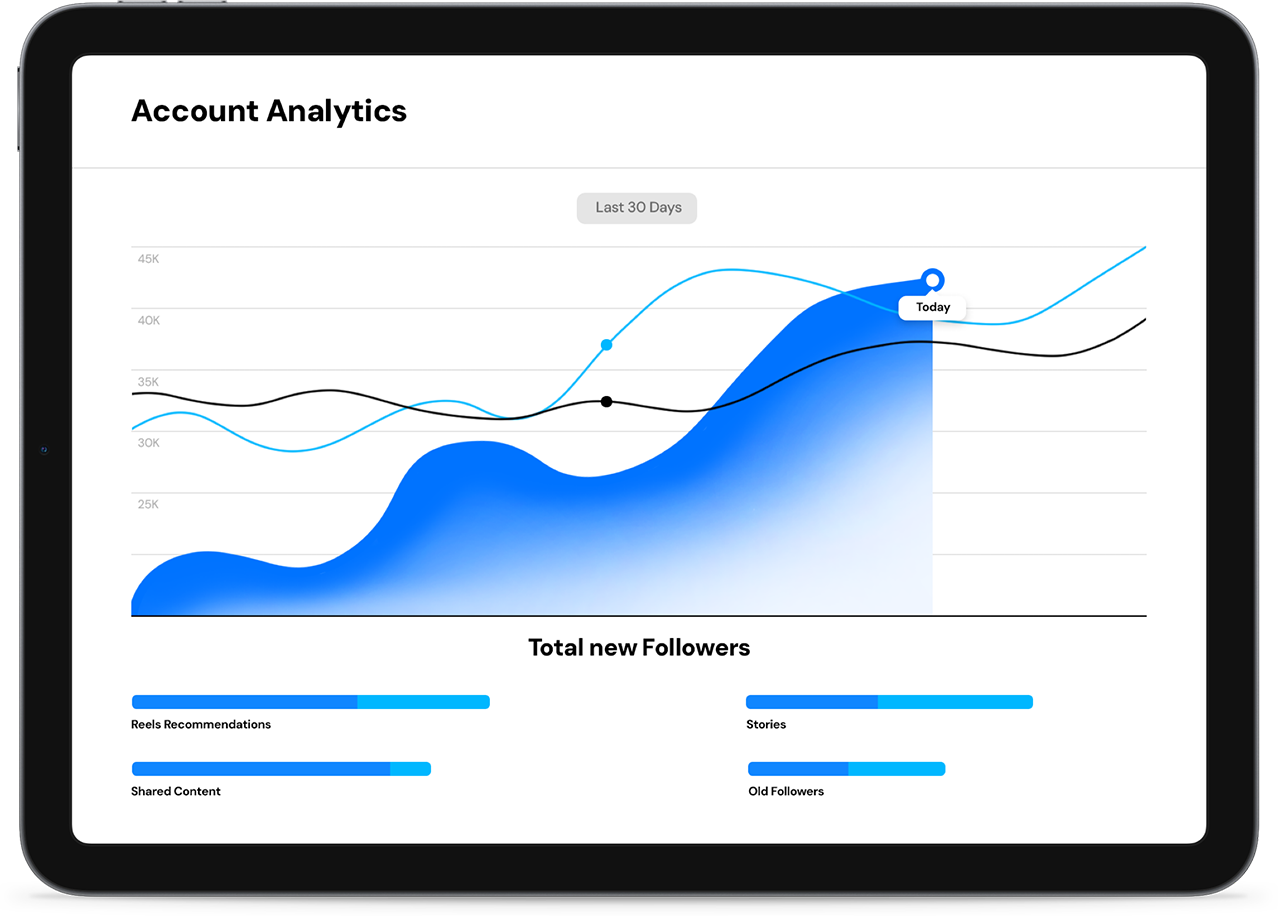 Account Analytics
Last 30 Days
45K
40K
35K
30K
25K
Today
Total new Followers
Reels Recommendations
Stories
Shared Content
Old Followers